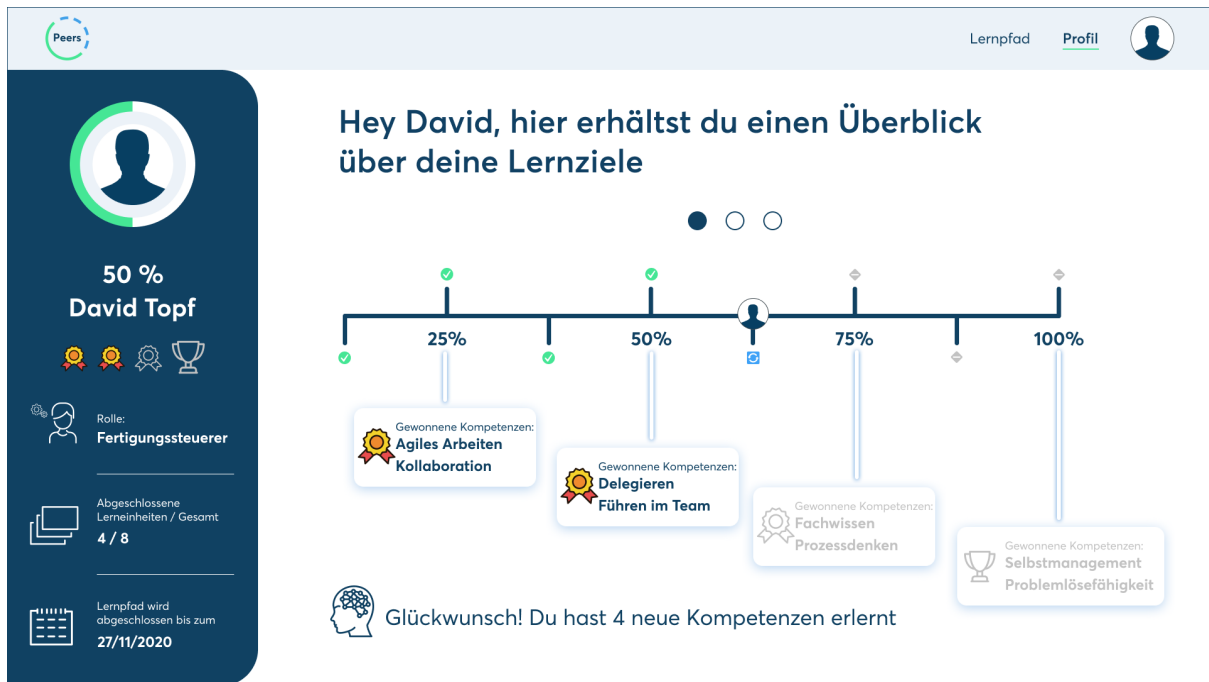 Peers
Lernpfad
Profil
50 %
David Topf
Rolle:
Fertigungssteuerer
Abgeschlossene
Lerneinheiten / Gesamt
4 / 8
Lernpfad wird
abgeschlossen bis zum
27/11/2020
Hey David, hier erhältst du einen Überblick
über deine Lernziele
25%
50%
75%
100%
Gewonnene Kompetenzen:
Agiles Arbeiten
Kollaboration
Gewonnene Kompetenzen:
Delegieren
Führen im Team
Gewonnene Kompetenzen:
Fachwissen
Prozessdenken
Gewonnene Kompetenzen:
Selbstmanagement
Problemlösefähigkeit
Glückwunsch! Du hast 4 neue Kompetenzen erlernt